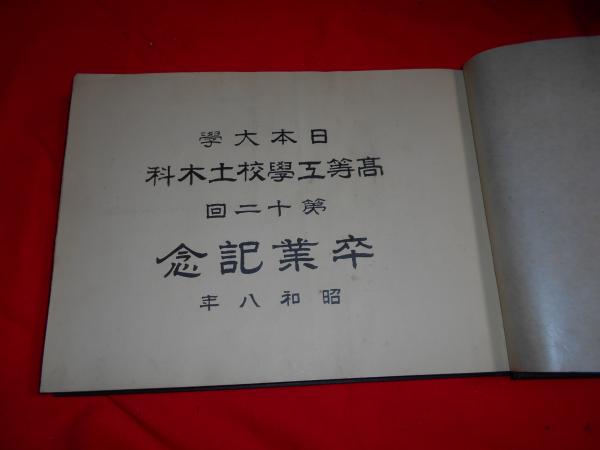 日本大學
高等工學校土木科
第十二回
卒業記念
昭和八年